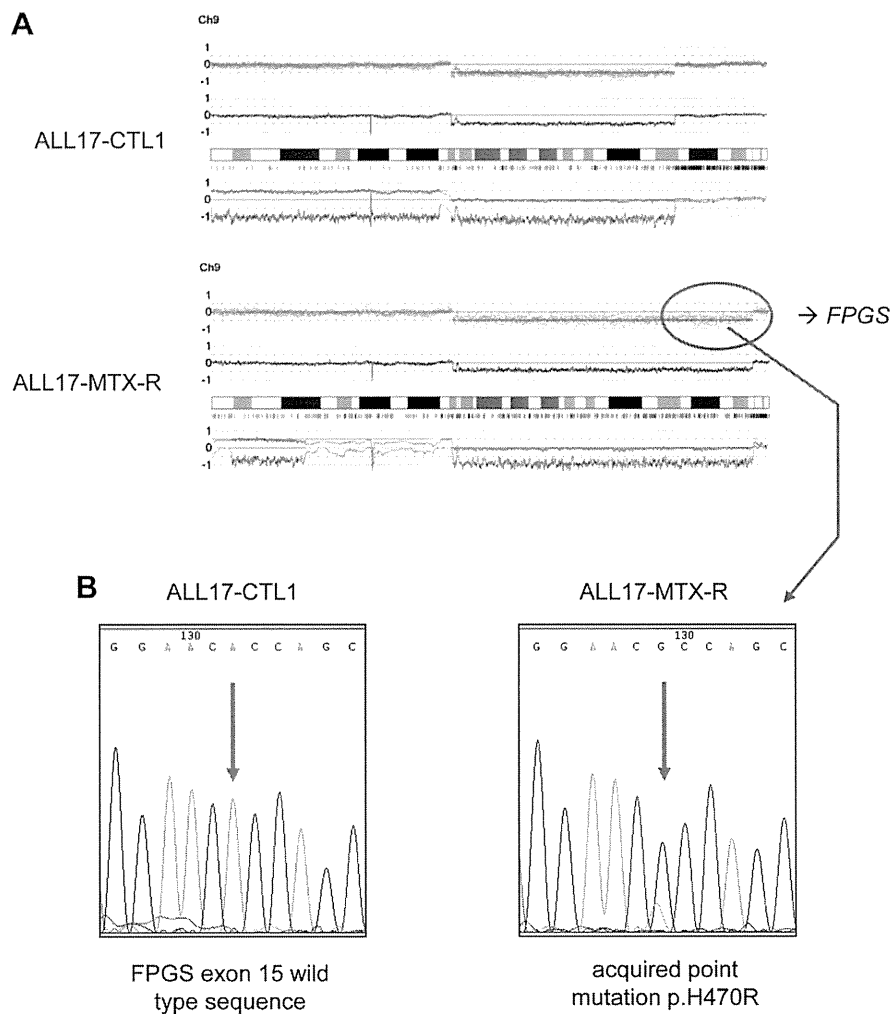 A
Ch9
1
0
-1
1
0
-1
ALL17-CTL1
1
0
-1
Ch9
1
0
-1
→ FPGS
1
0
-1
ALL17-MTX-R
1
0
-1
B
ALL17-CTL1
ALL17-MTX-R
130
G G A A C A C C A G C
130
G G A A C G C C A G C
FPGS exon 15 wild
type sequence
acquired point
mutation p.H470R